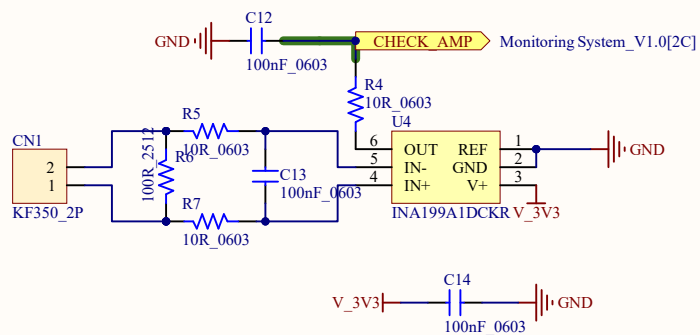 C12
GND
100nF_0603
CHECK_AMP
Monitoring System_V1.0[2C]
R4
10R_0603
U4
R5
10R_0603
CN1
2
1
KF350_2P
R6
100R_2512
C13
100nF_0603
R7
10R_0603
6 OUT REF 1
5 IN- GND 2
4 IN+ V+ 3
INA199A1DCKR
GND
V_3V3
C14
V_3V3
GND
100nF_0603